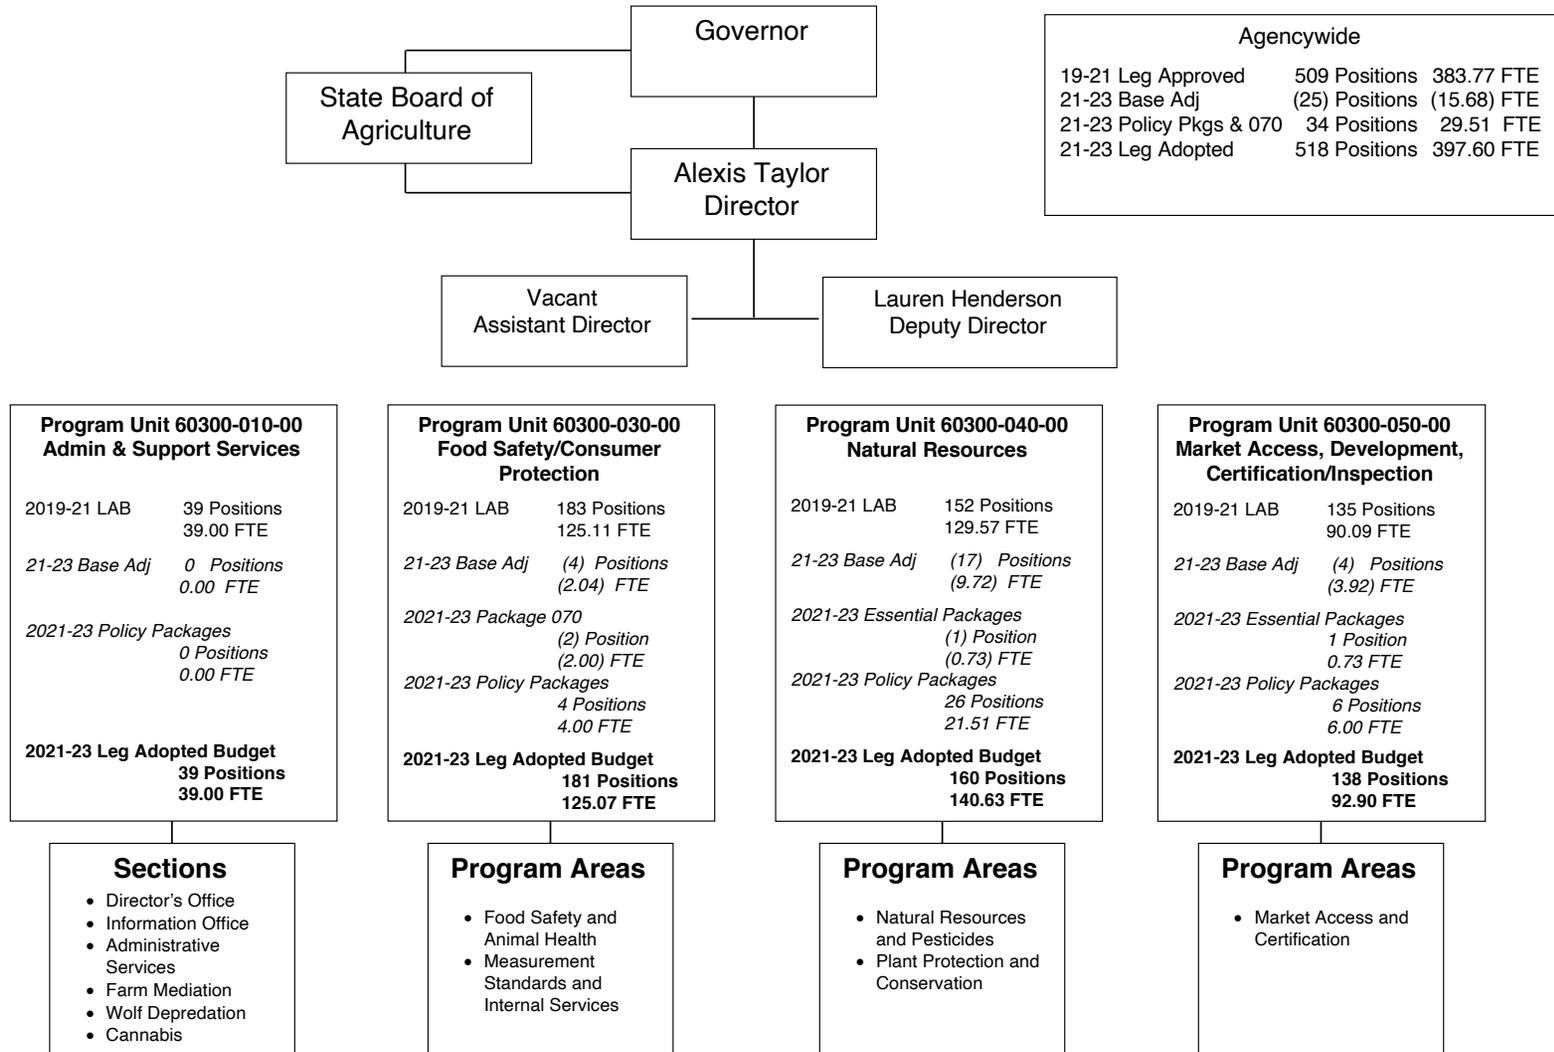 Governor
State Board of
Agriculture
Alexis Taylor
Director
Agencywide
19-21 Leg Approved 509 Positions 383.77 FTE
21-23 Base Adj (25) Positions (15.68) FTE
21-23 Policy Pkgs & 070 34 Positions 29.51 FTE
21-23 Leg Adopted 518 Positions 397.60 FTE
Vacant
Assistant Director
Lauren Henderson
Deputy Director
Program Unit 60300-010-00
Admin & Support Services
2019-21 LAB 39 Positions
39.00 FTE
21-23 Base Adj 0 Positions
0.00 FTE
2021-23 Policy Packages
0 Positions
0.00 FTE
2021-23 Leg Adopted Budget
39 Positions
39.00 FTE
Program Unit 60300-030-00
Food Safety/Consumer
Protection
2019-21 LAB 183 Positions
125.11 FTE
21-23 Base Adj (4) Positions
(2.04) FTE
2021-23 Package 070
(2) Position
(2.00) FTE
2021-23 Policy Packages
4 Positions
4.00 FTE
2021-23 Leg Adopted Budget
181 Positions
125.07 FTE
Program Unit 60300-040-00
Natural Resources
2019-21 LAB 152 Positions
129.57 FTE
21-23 Base Adj (17) Positions
(9.72) FTE
2021-23 Essential Packages
(1) Position
(0.73) FTE
2021-23 Policy Packages
26 Positions
21.51 FTE
2021-23 Leg Adopted Budget
160 Positions
140.63 FTE
Program Unit 60300-050-00
Market Access, Development,
Certification/Inspection
2019-21 LAB 135 Positions
90.09 FTE
21-23 Base Adj (4) Positions
(3.92) FTE
2021-23 Essential Packages
1 Position
0.73 FTE
2021-23 Policy Packages
6 Positions
6.00 FTE
2021-23 Leg Adopted Budget
138 Positions
92.90 FTE
Sections
• Director's Office
• Information Office
• Administrative
Services
• Farm Mediation
• Wolf Depredation
• Cannabis
Program Areas
• Food Safety and
Animal Health
• Measurement
Standards and
Internal Services
Program Areas
• Natural Resources
and Pesticides
• Plant Protection and
Conservation
Program Areas
• Market Access and
Certification